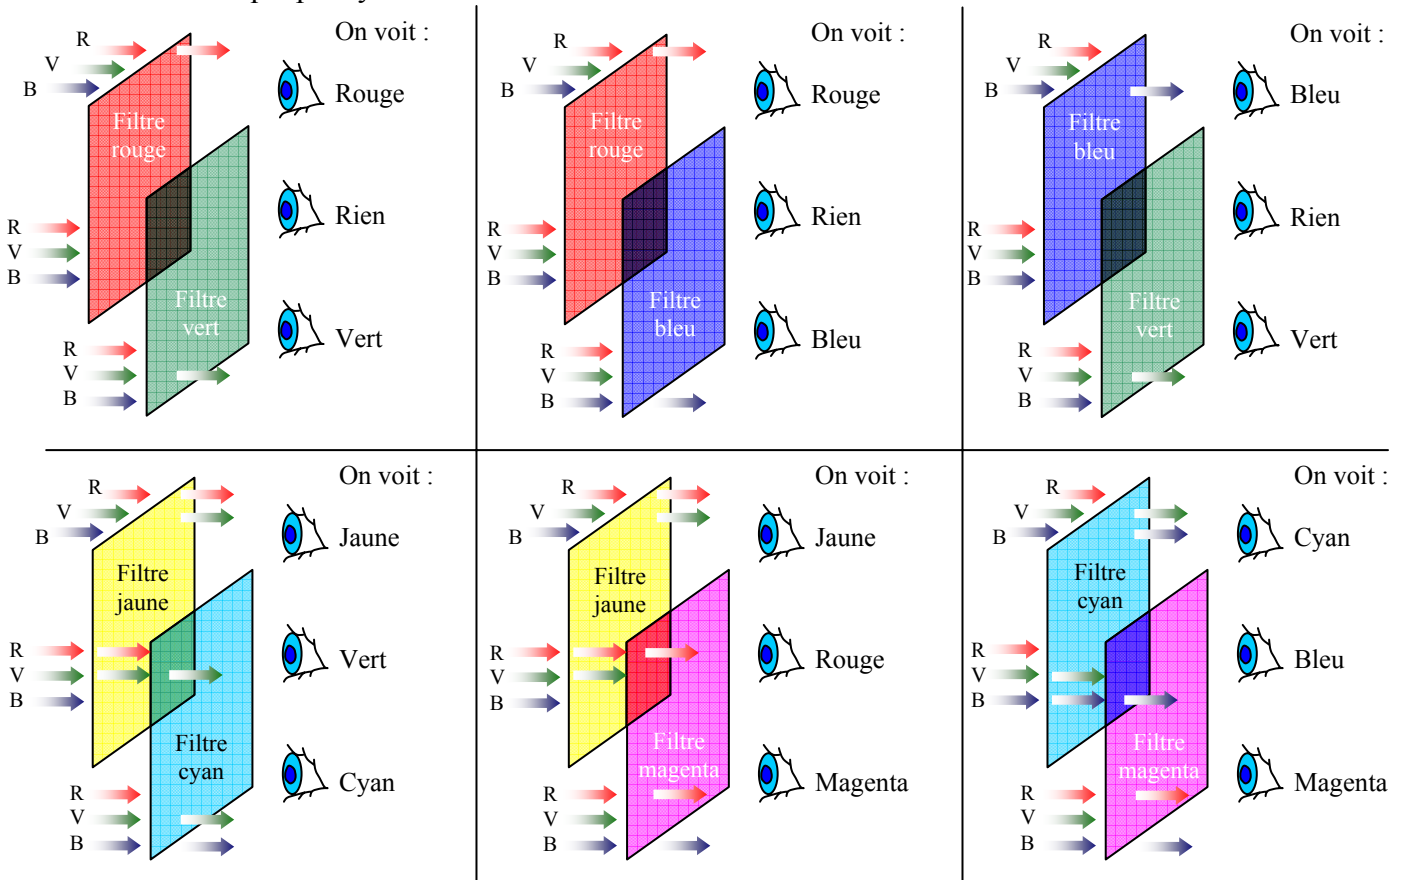 On voit :
R
V
B
Rouge
Filtre
rouge
Rien
R
V
B
Filtre
vert
Vert
R
V
B
On voit :
R
V
B
Rouge
Filtre
rouge
Rien
R
V
B
Filtre
bleu
Bleu
R
V
B
On voit :
R
V
B
Bleu
Filtre
bleu
Rien
R
V
B
Filtre
vert
Vert
R
V
B
On voit :
R
V
B
Jaune
Filtre
jaune
R
V
B
Vert
Filtre
cyan
Cyan
R
V
B
On voit :
R
V
B
Jaune
Filtre
jaune
R
V
B
Rouge
Filtre
magenta
Magenta
R
V
B
On voit :
R
V
B
Cyan
Filtre
cyan
R
V
B
Bleu
Filtre
magenta
Magenta
R
V
B